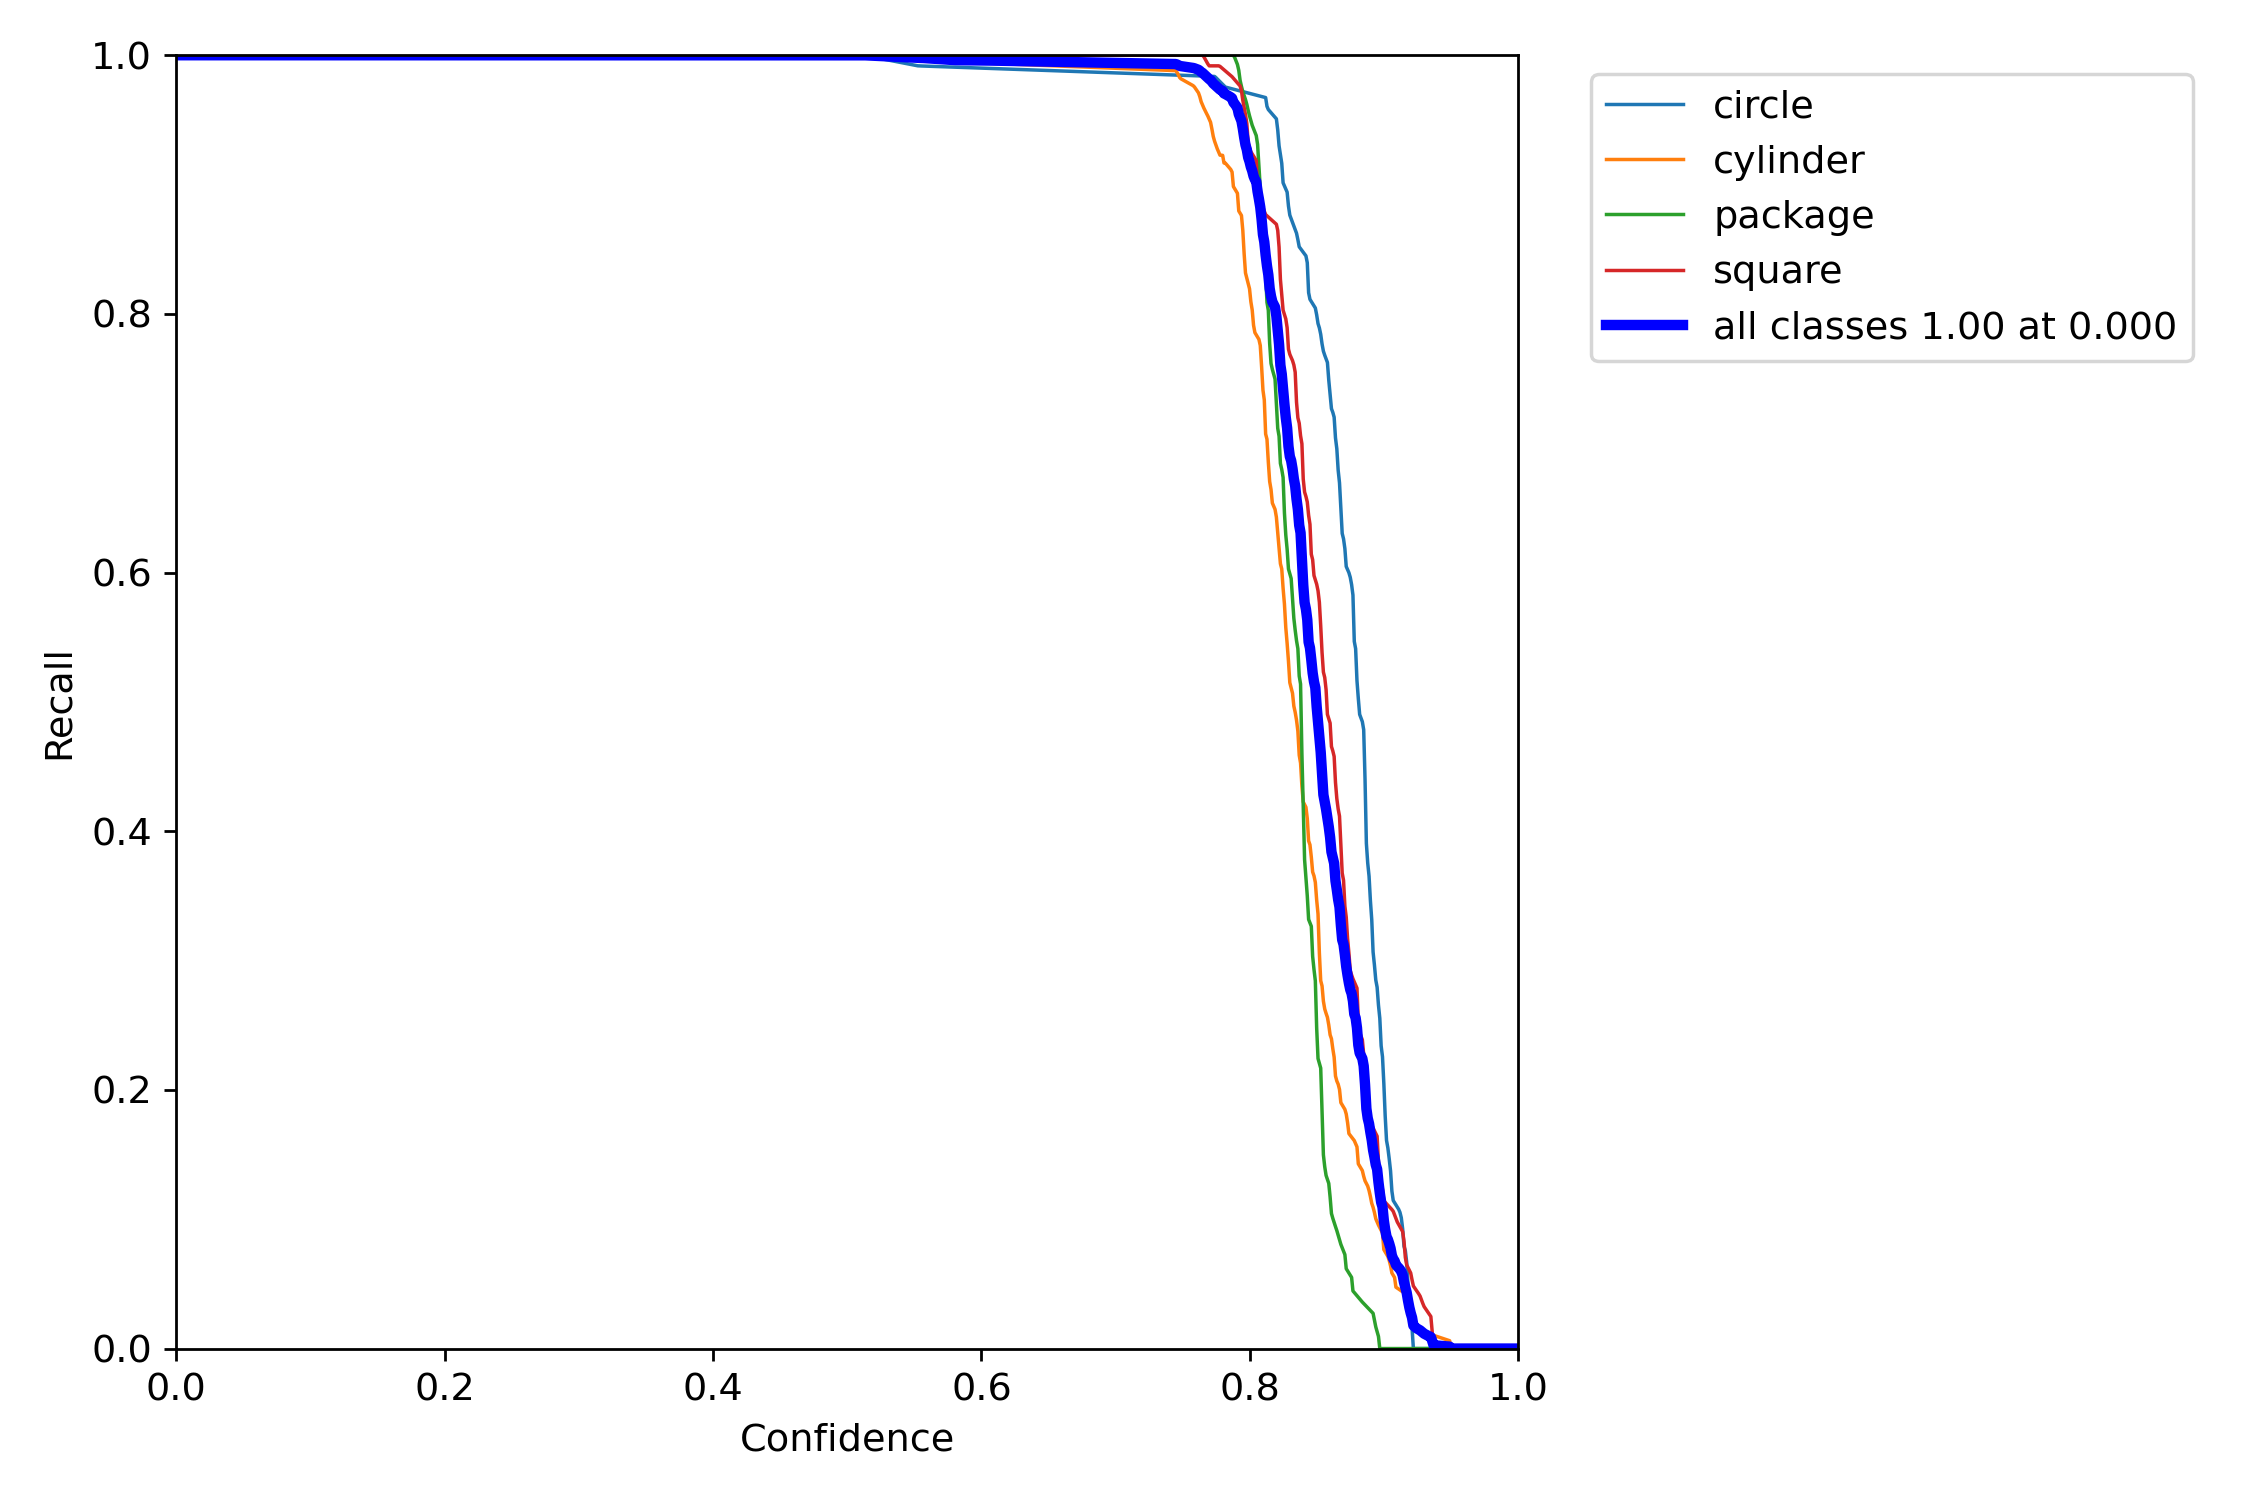 1.0
0.8
0.6
0.4
0.2
0.0
Recall
0.0 0.2 0.4 0.6 0.8 1.0
Confidence
circle
cylinder
package
square
all classes 1.00 at 0.000